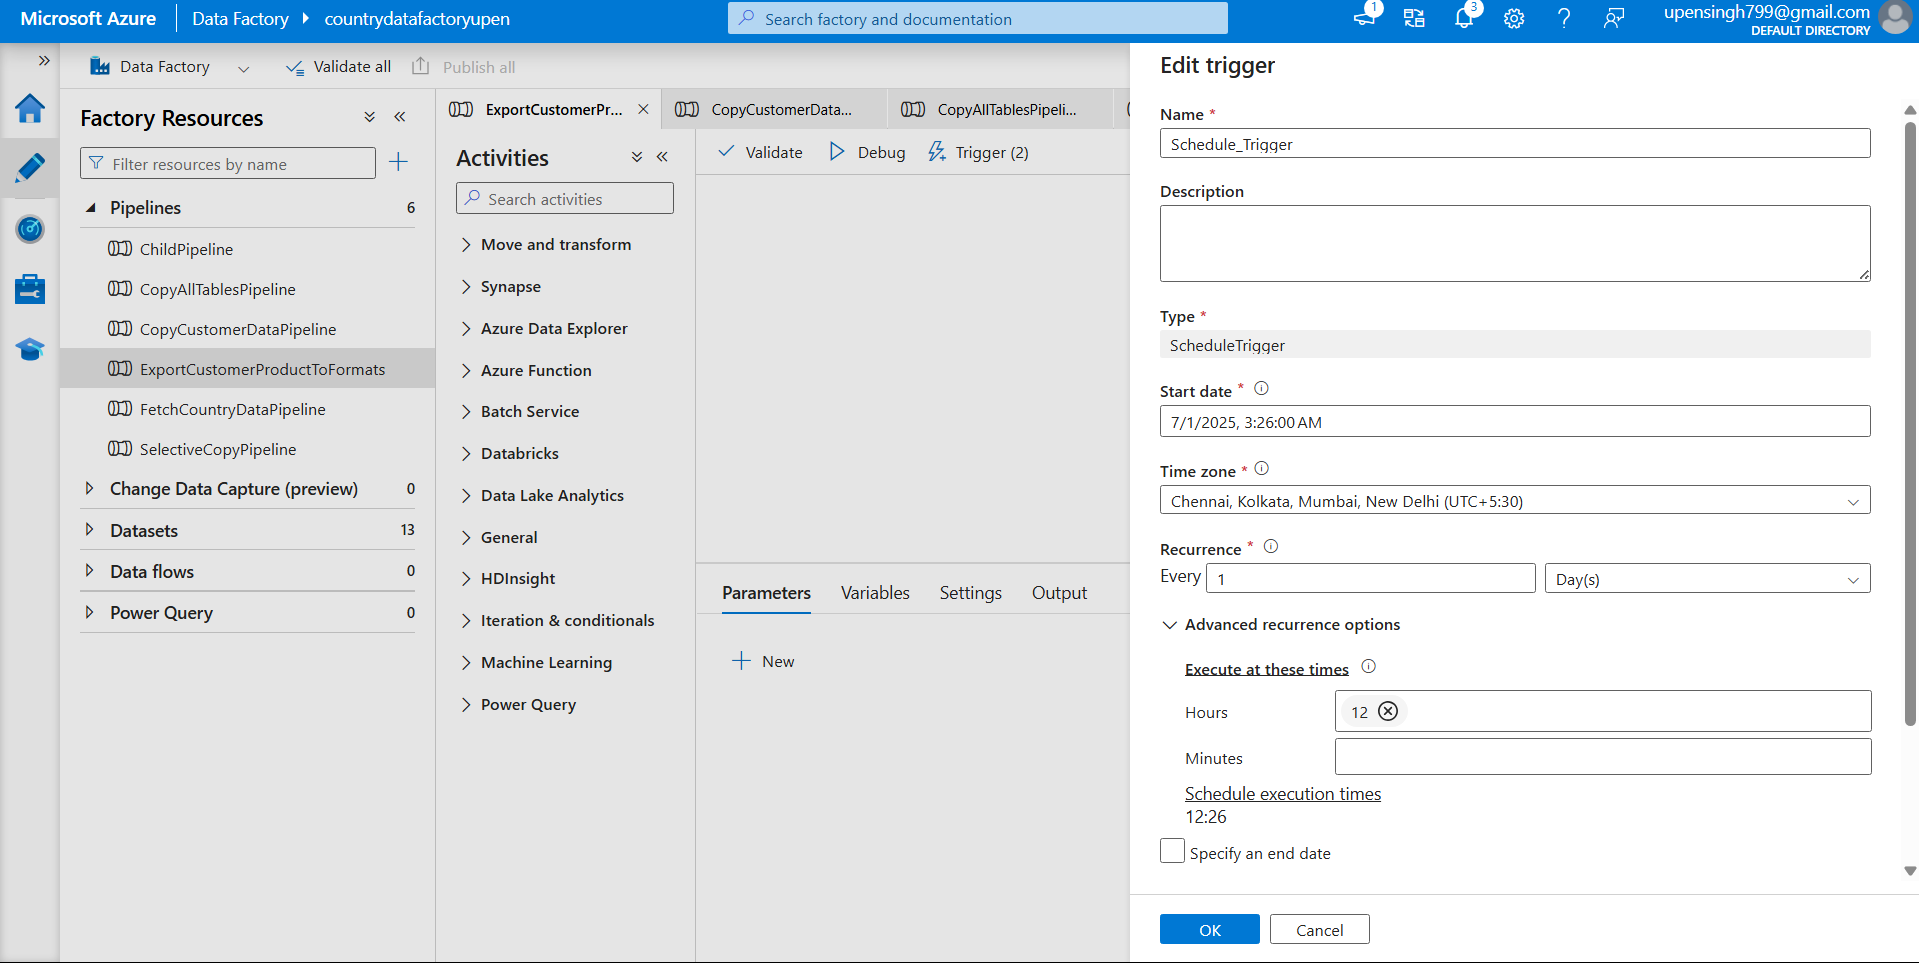 Microsoft Azure
Data Factory
countrydatafactoryupen
Search factory and documentation
1
3
upensingh799@gmail.com
DEFAULT DIRECTORY
Data Factory
Validate all
Publish all
Factory Resources
Filter resources by name
Pipelines 6
ChildPipeline
CopyAllTablesPipeline
CopyCustomerDataPipeline
ExportCustomerProductToFormats
FetchCountryDataPipeline
SelectiveCopyPipeline
Change Data Capture (preview) 0
Datasets 13
Data flows 0
Power Query 0
ExportCustomerPr...
CopyCustomerData...
CopyAllTablesPipeli...
Activities
Search activities
Move and transform
Synapse
Azure Data Explorer
Azure Function
Batch Service
Databricks
Data Lake Analytics
General
HDInsight
Iteration & conditionals
Machine Learning
Power Query
Validate
Debug
Trigger (2)
Parameters
Variables
Settings
Output
New
Edit trigger
Name *
Schedule_Trigger
Description
Type *
ScheduleTrigger
Start date *
7/1/2025, 3:26:00 AM
Time zone *
Chennai, Kolkata, Mumbai, New Delhi (UTC+5:30)
Recurrence *
Every 1 Day(s)
Advanced recurrence options
Execute at these times
Hours 12
Minutes
Schedule execution times
12:26
Specify an end date
OK
Cancel